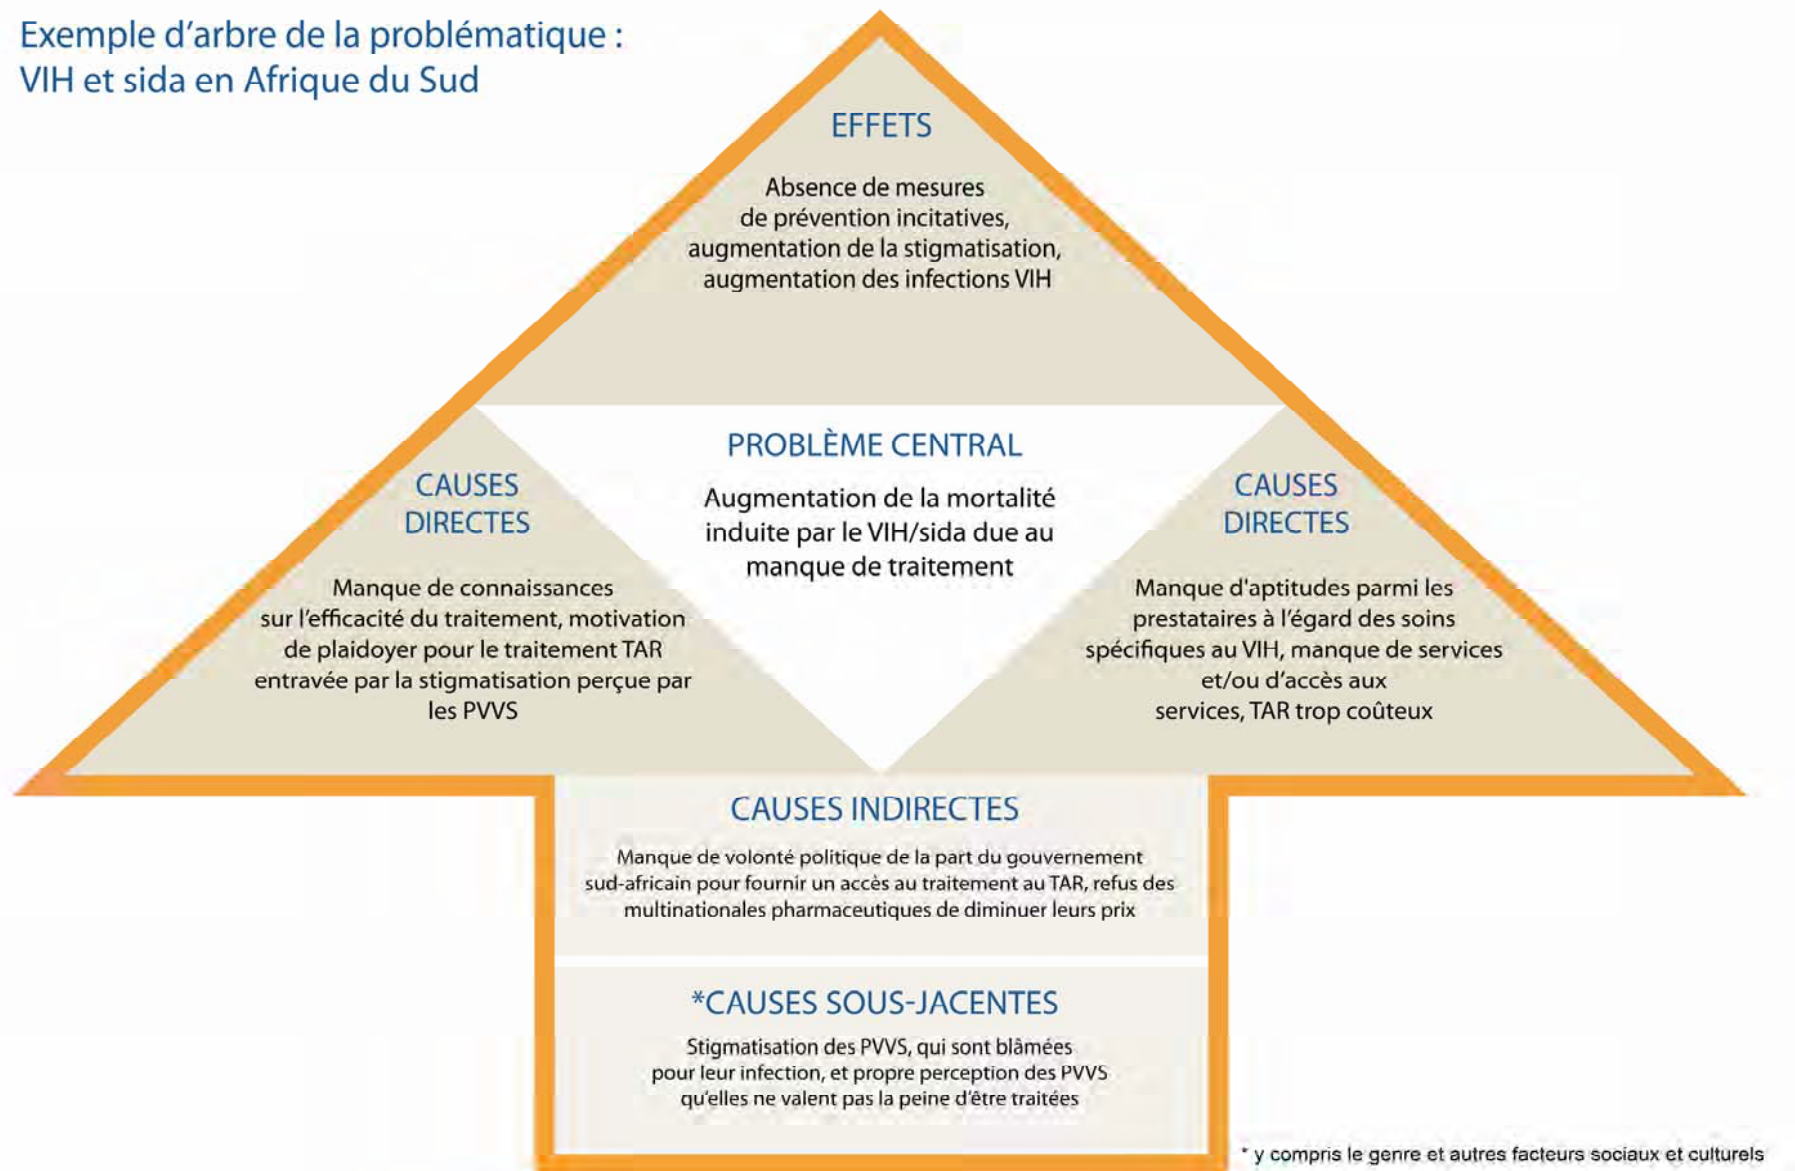 Exemple d'arbre de la problématique :
VIH et sida en Afrique du Sud
EFFETS
Absence de mesures
de prévention incitatives,
augmentation de la stigmatisation,
augmentation des infections VIH
PROBLÈME CENTRAL
Augmentation de la mortalité
induite par le VIH/sida due au
manque de traitement
CAUSES
DIRECTES
Manque de connaissances
sur l'efficacité du traitement, motivation
de plaidoyer pour le traitement TAR
entravée par la stigmatisation perçue par
les PVVS
CAUSES
DIRECTES
Manque d'aptitudes parmi les
prestataires à l'égard des soins
spécifiques au VIH, manque de services
et/ou d'accès aux
services, TAR trop coûteux
CAUSES INDIRECTES
Manque de volonté politique de la part du gouvernement
sud-africain pour fournir un accès au traitement au TAR, refus des
multinationales pharmaceutiques de diminuer leurs prix
*CAUSES SOUS-JACENTES
Stigmatisation des PVVS, qui sont blâmées
pour leur infection, et propre perception des PVVS
qu'elles ne valent pas la peine d'être traitées
* y compris le genre et autres facteurs sociaux et culturels